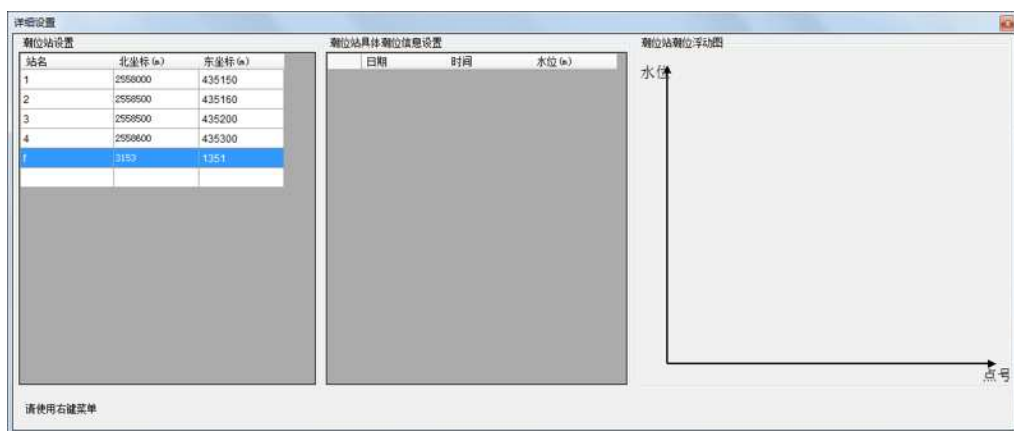 详细设置
潮位站设置
站名 北坐标(m) 东坐标(m)
1 2558000 435150
2 2558500 435160
3 2558500 435200
4 2558600 435300
f 3153 1351
潮位站具体潮位信息设置
日期 时间 水位(m)
潮位站潮位浮动图
水位
点号
请使用右键菜单